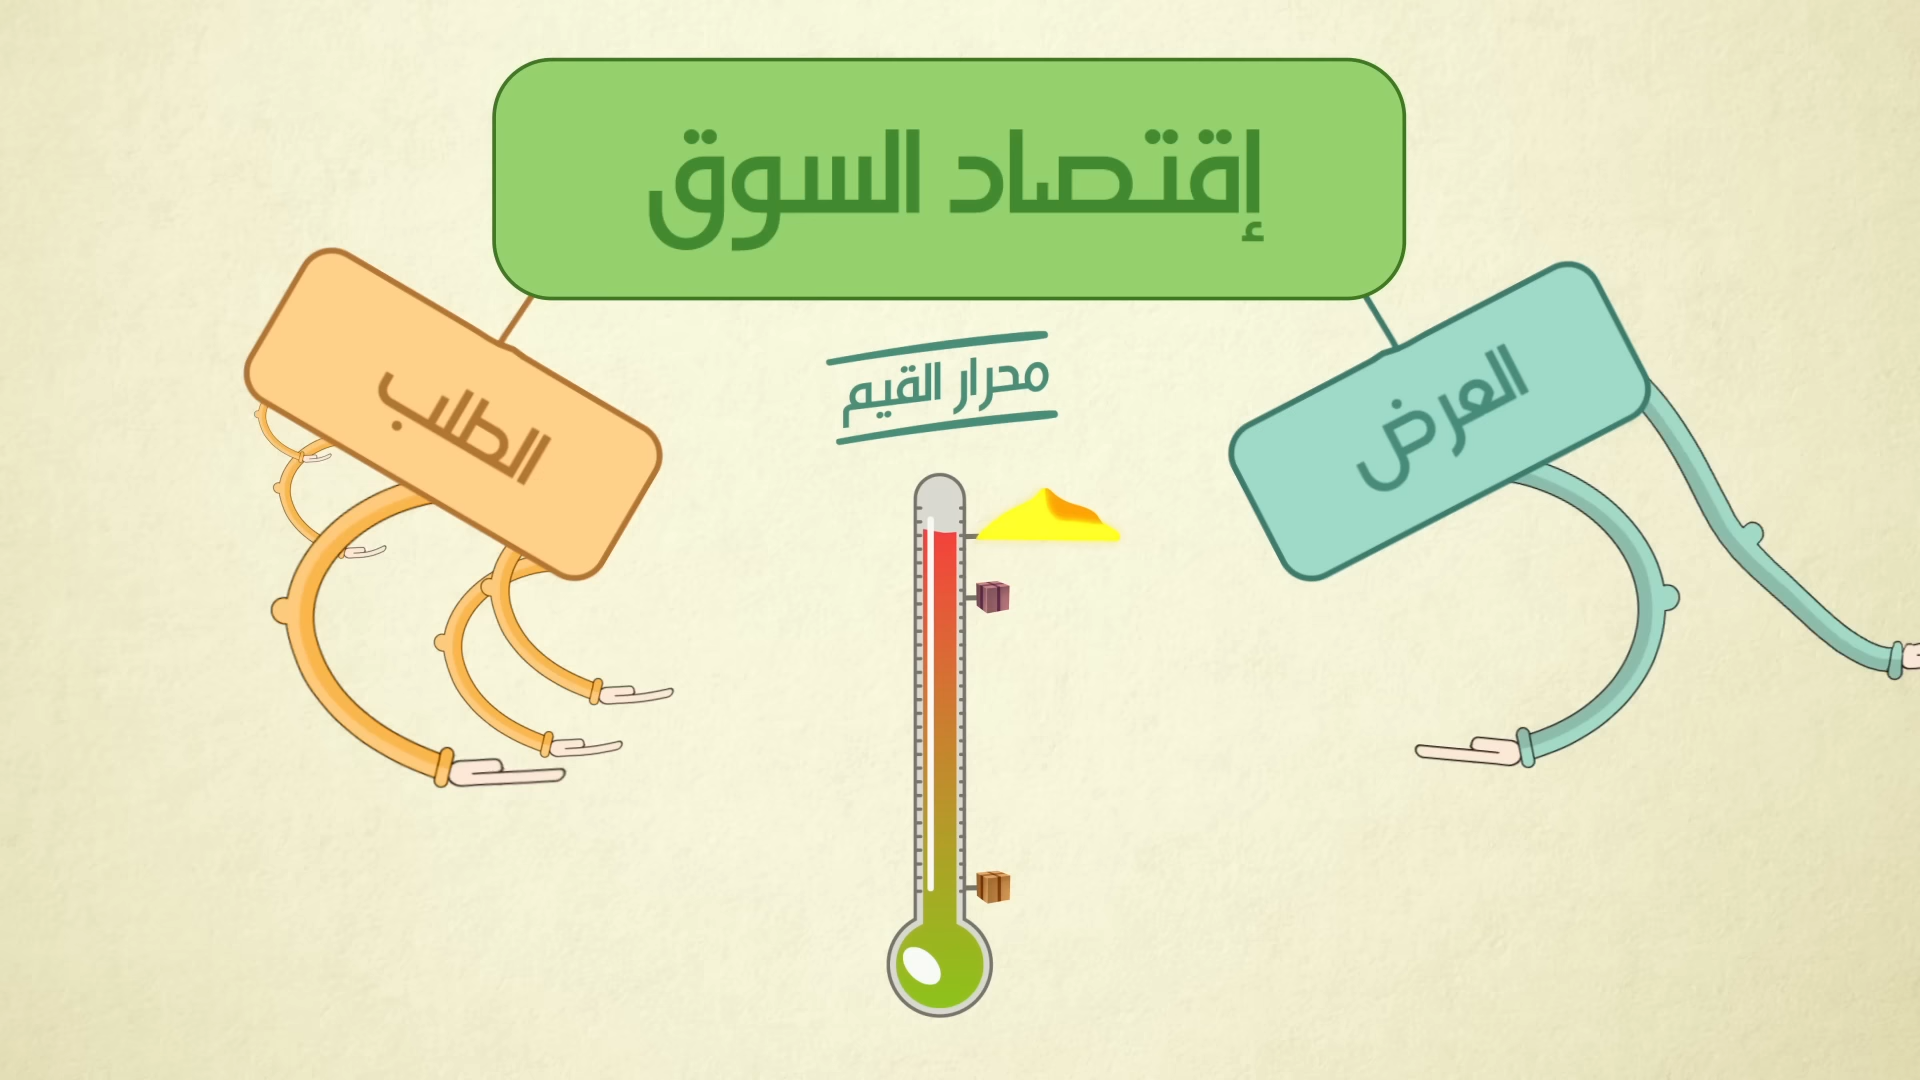 إقتصاد السوق
محرار القيم
العرض
الطلب